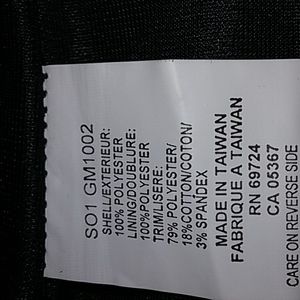 SO1 GM1002
SHELL/EXTERIEUR:
100% POLYESTER
LINING/DOUBLURE:
100%POLYESTER
TRIM/LISERE:
79% POLYESTER/
18%COTTON/COTON/
3% SPANDEX
MADE IN TAIWAN
FABRIQUE A TAIWAN
RN 69724
CA 05367
CARE ON REVERSE SIDE